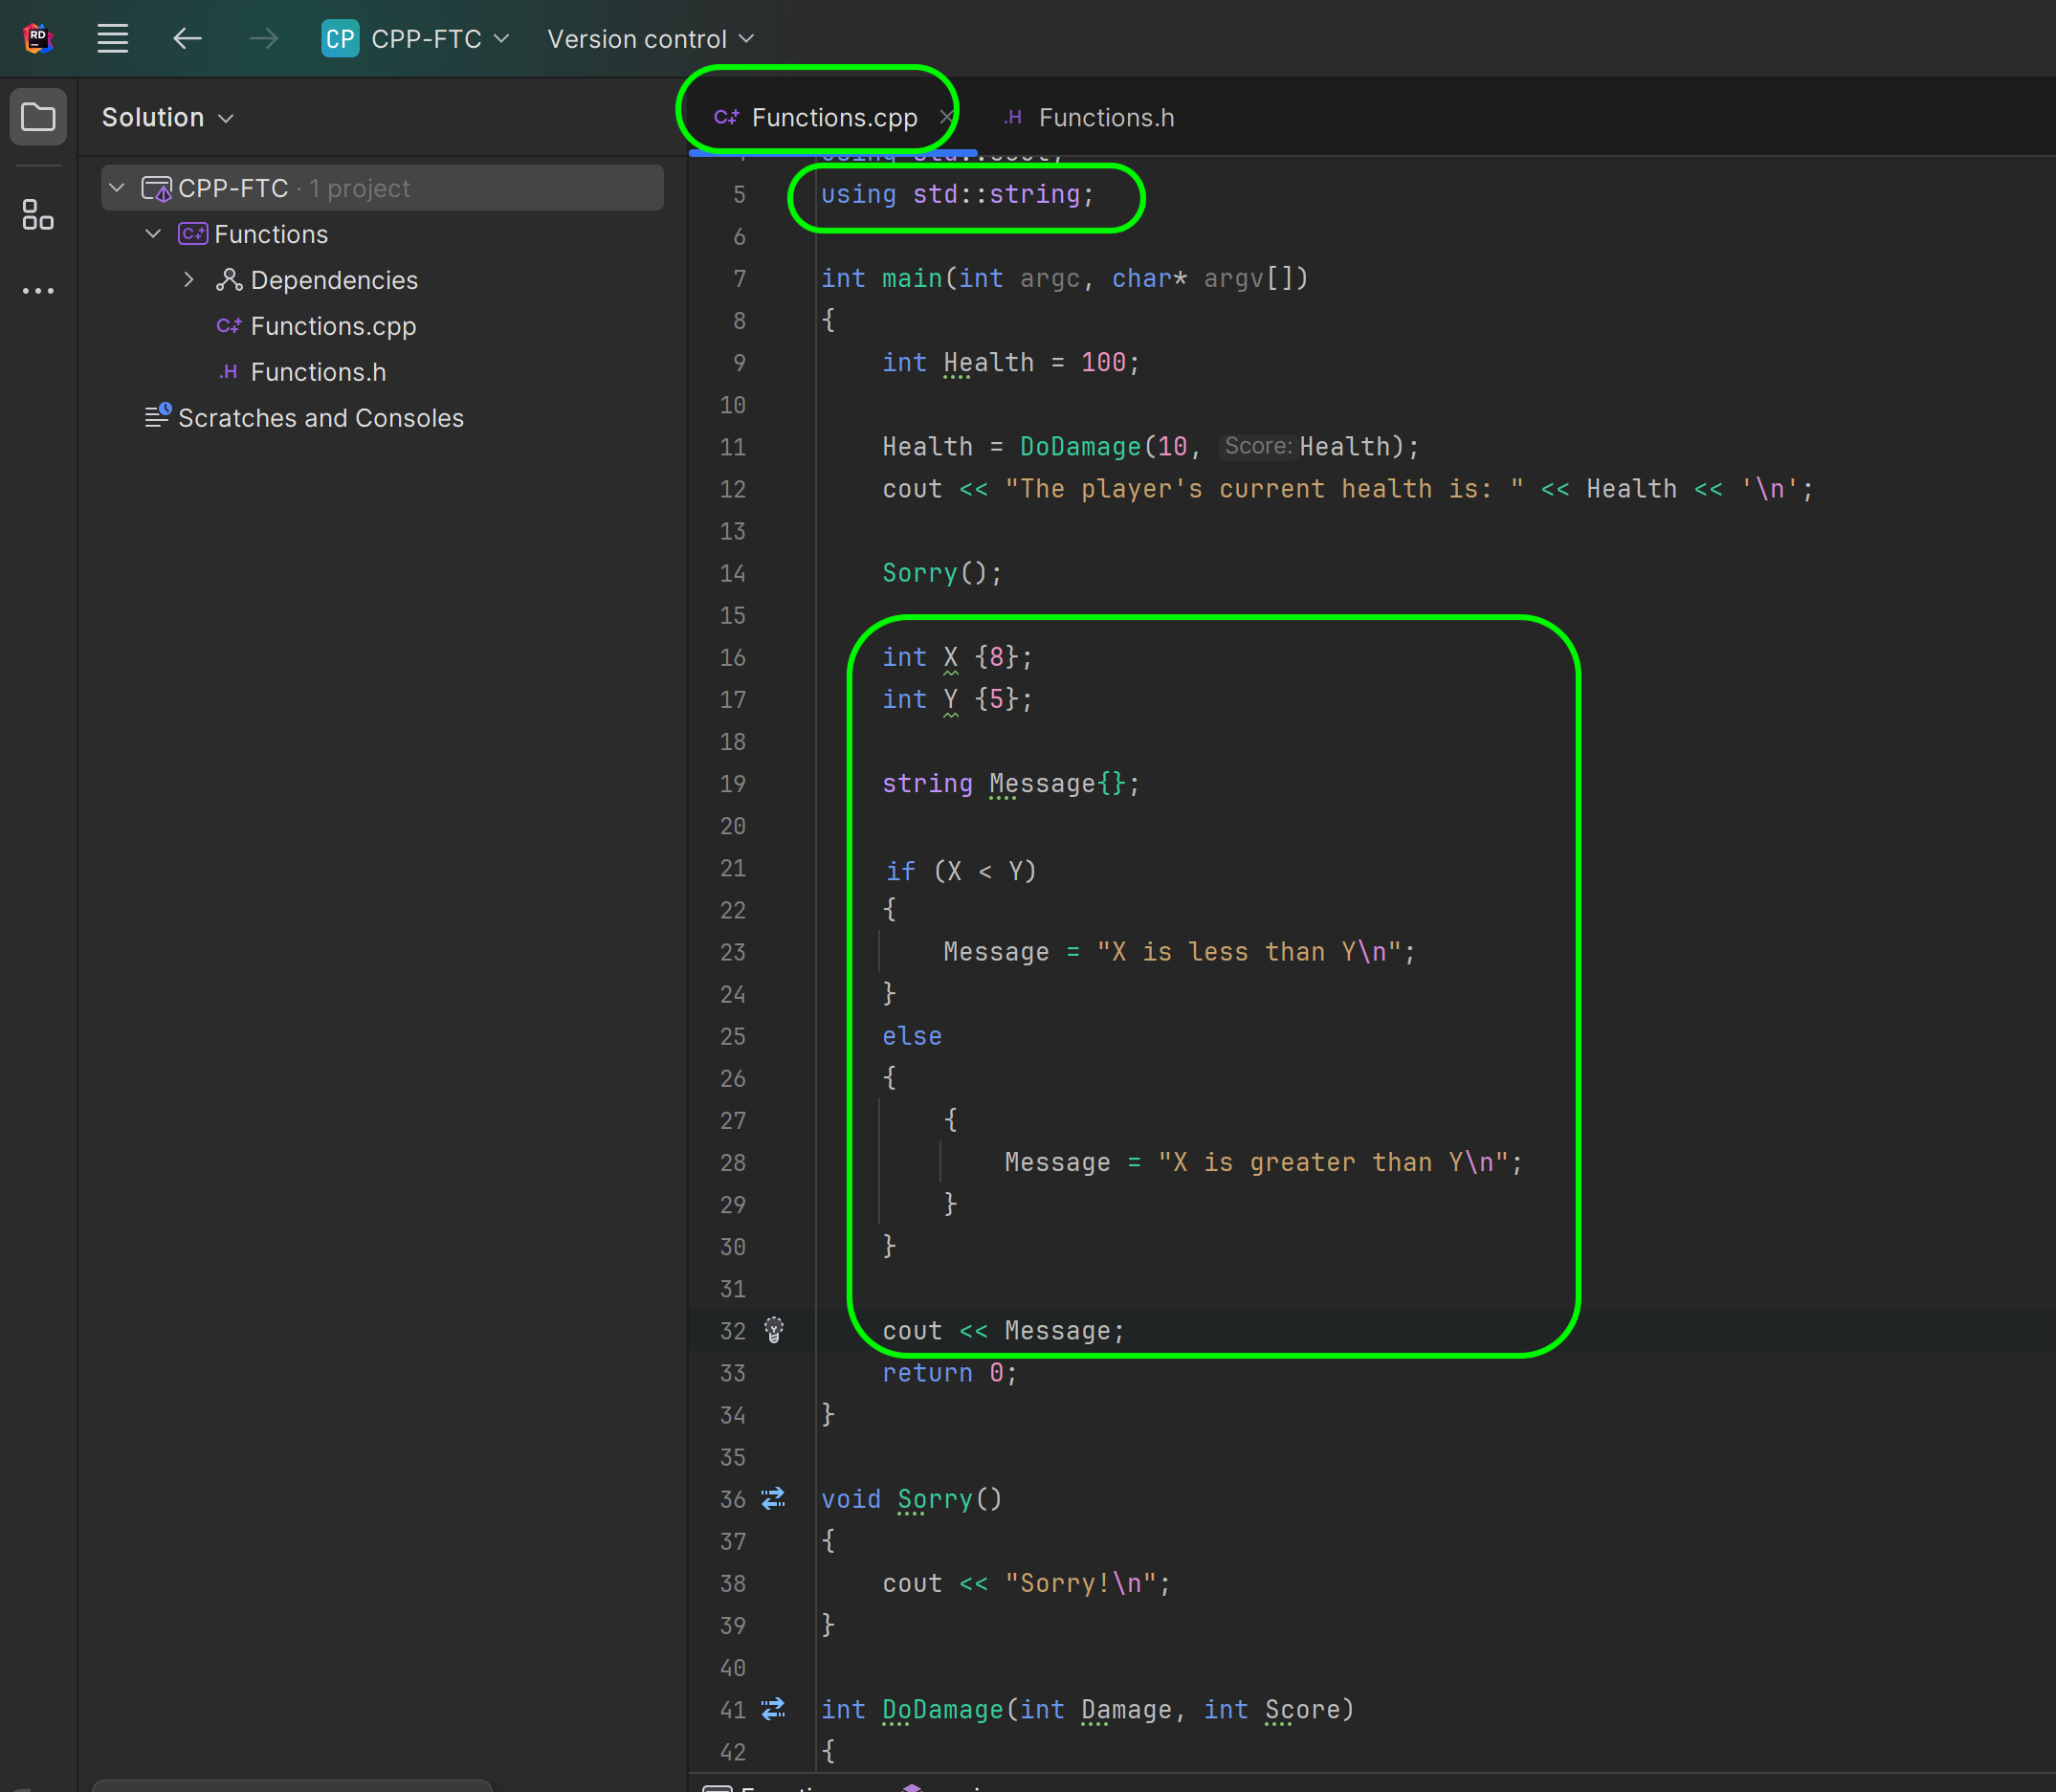 RD
CP CPP-FTC Version control
Solution
CPP-FTC · 1 project
Functions
Dependencies
Functions.cpp
Functions.h
Scratches and Consoles
C++ Functions.cpp .H Functions.h
using std::cout;
5 using std::string;
6
7 int main(int argc, char* argv[])
8 {
9 int Health = 100;
10
11 Health = DoDamage(10, Score: Health);
12 cout << "The player's current health is: " << Health << '\n';
13
14 Sorry();
15
16 int X {8};
17 int Y {5};
18
19 string Message{};
20
21 if (X < Y)
22 {
23 Message = "X is less than Y\n";
24 }
25 else
26 {
27 {
28 Message = "X is greater than Y\n";
29 }
30 }
31
32 cout << Message;
33 return 0;
34 }
35
36 void Sorry()
37 {
38 cout << "Sorry!\n";
39 }
40
41 int DoDamage(int Damage, int Score)
42 {